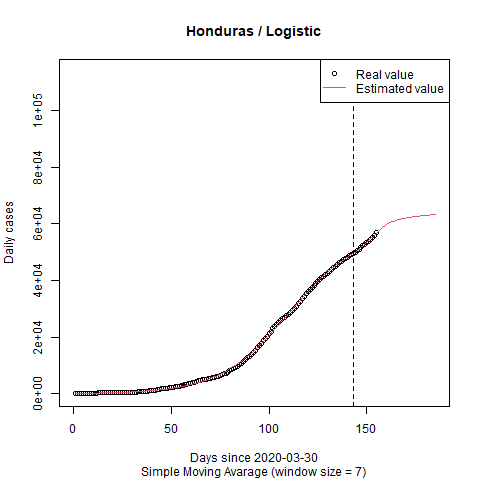 Honduras / Logistic
Real value
Estimated value
1e+05
8e+04
6e+04
4e+04
2e+04
0e+00
Daily cases
0 50 100 150
Days since 2020-03-30
Simple Moving Avarage (window size = 7)